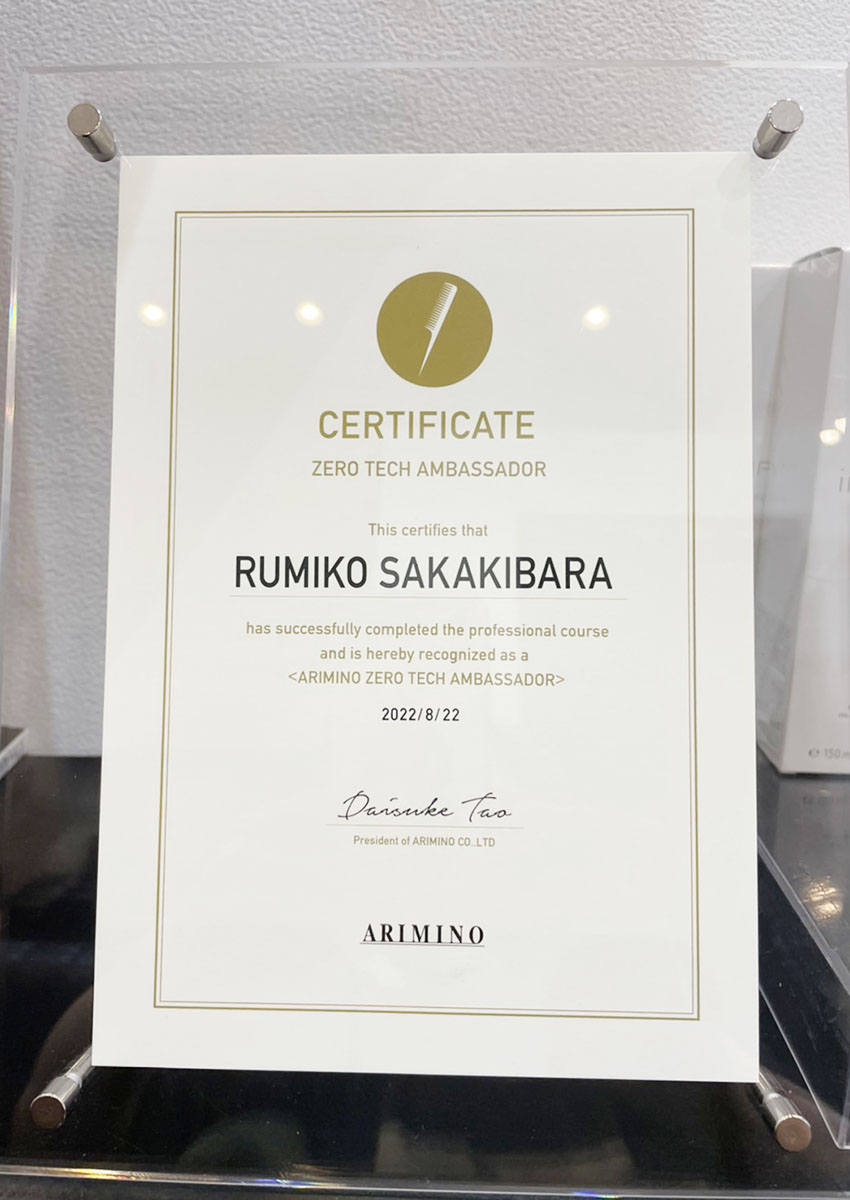 CERTIFICATE
ZERO TECH AMBASSADOR
This certifies that
RUMIKO SAKAKIBARA
has successfully completed the professional course
and is hereby recognized as a
<ARIMINO ZERO TECH AMBASSADOR>
2022/8/22
Daisuke Tao
President of ARIMINO CO.,LTD
ARIMINO